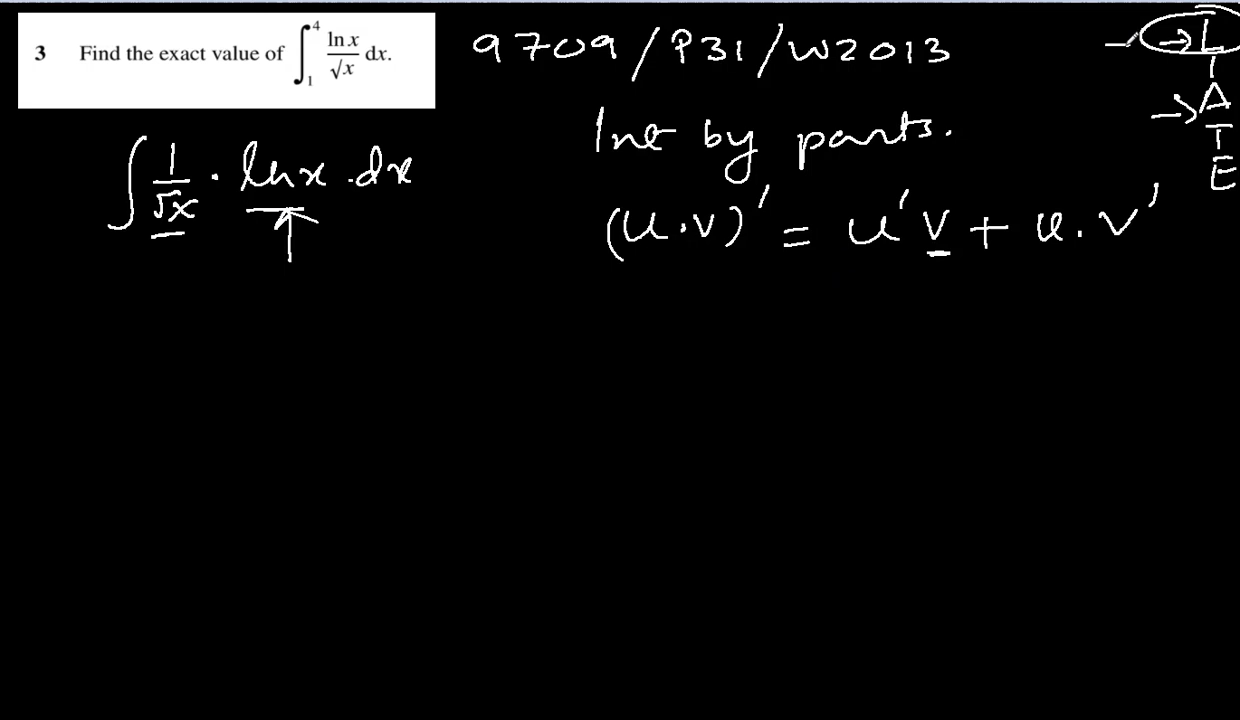 3 Find the exact value of ∫₁⁴ ln x/√x dx.
9709/P31/W2013
L
I
A
T
E
Int by parts.
∫ 1/√x · ln x . dx
(u.v)' = u'v + u.v'